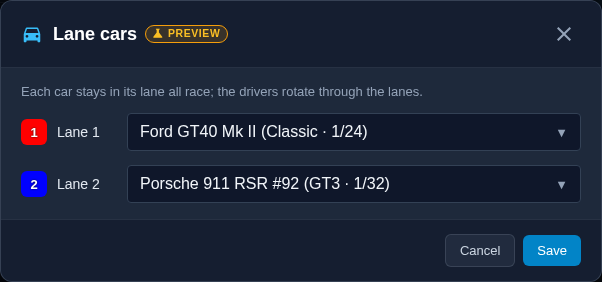 Lane cars PREVIEW
Each car stays in its lane all race; the drivers rotate through the lanes.
1 Lane 1 Ford GT40 Mk II (Classic · 1/24)
2 Lane 2 Porsche 911 RSR #92 (GT3 · 1/32)
Cancel Save